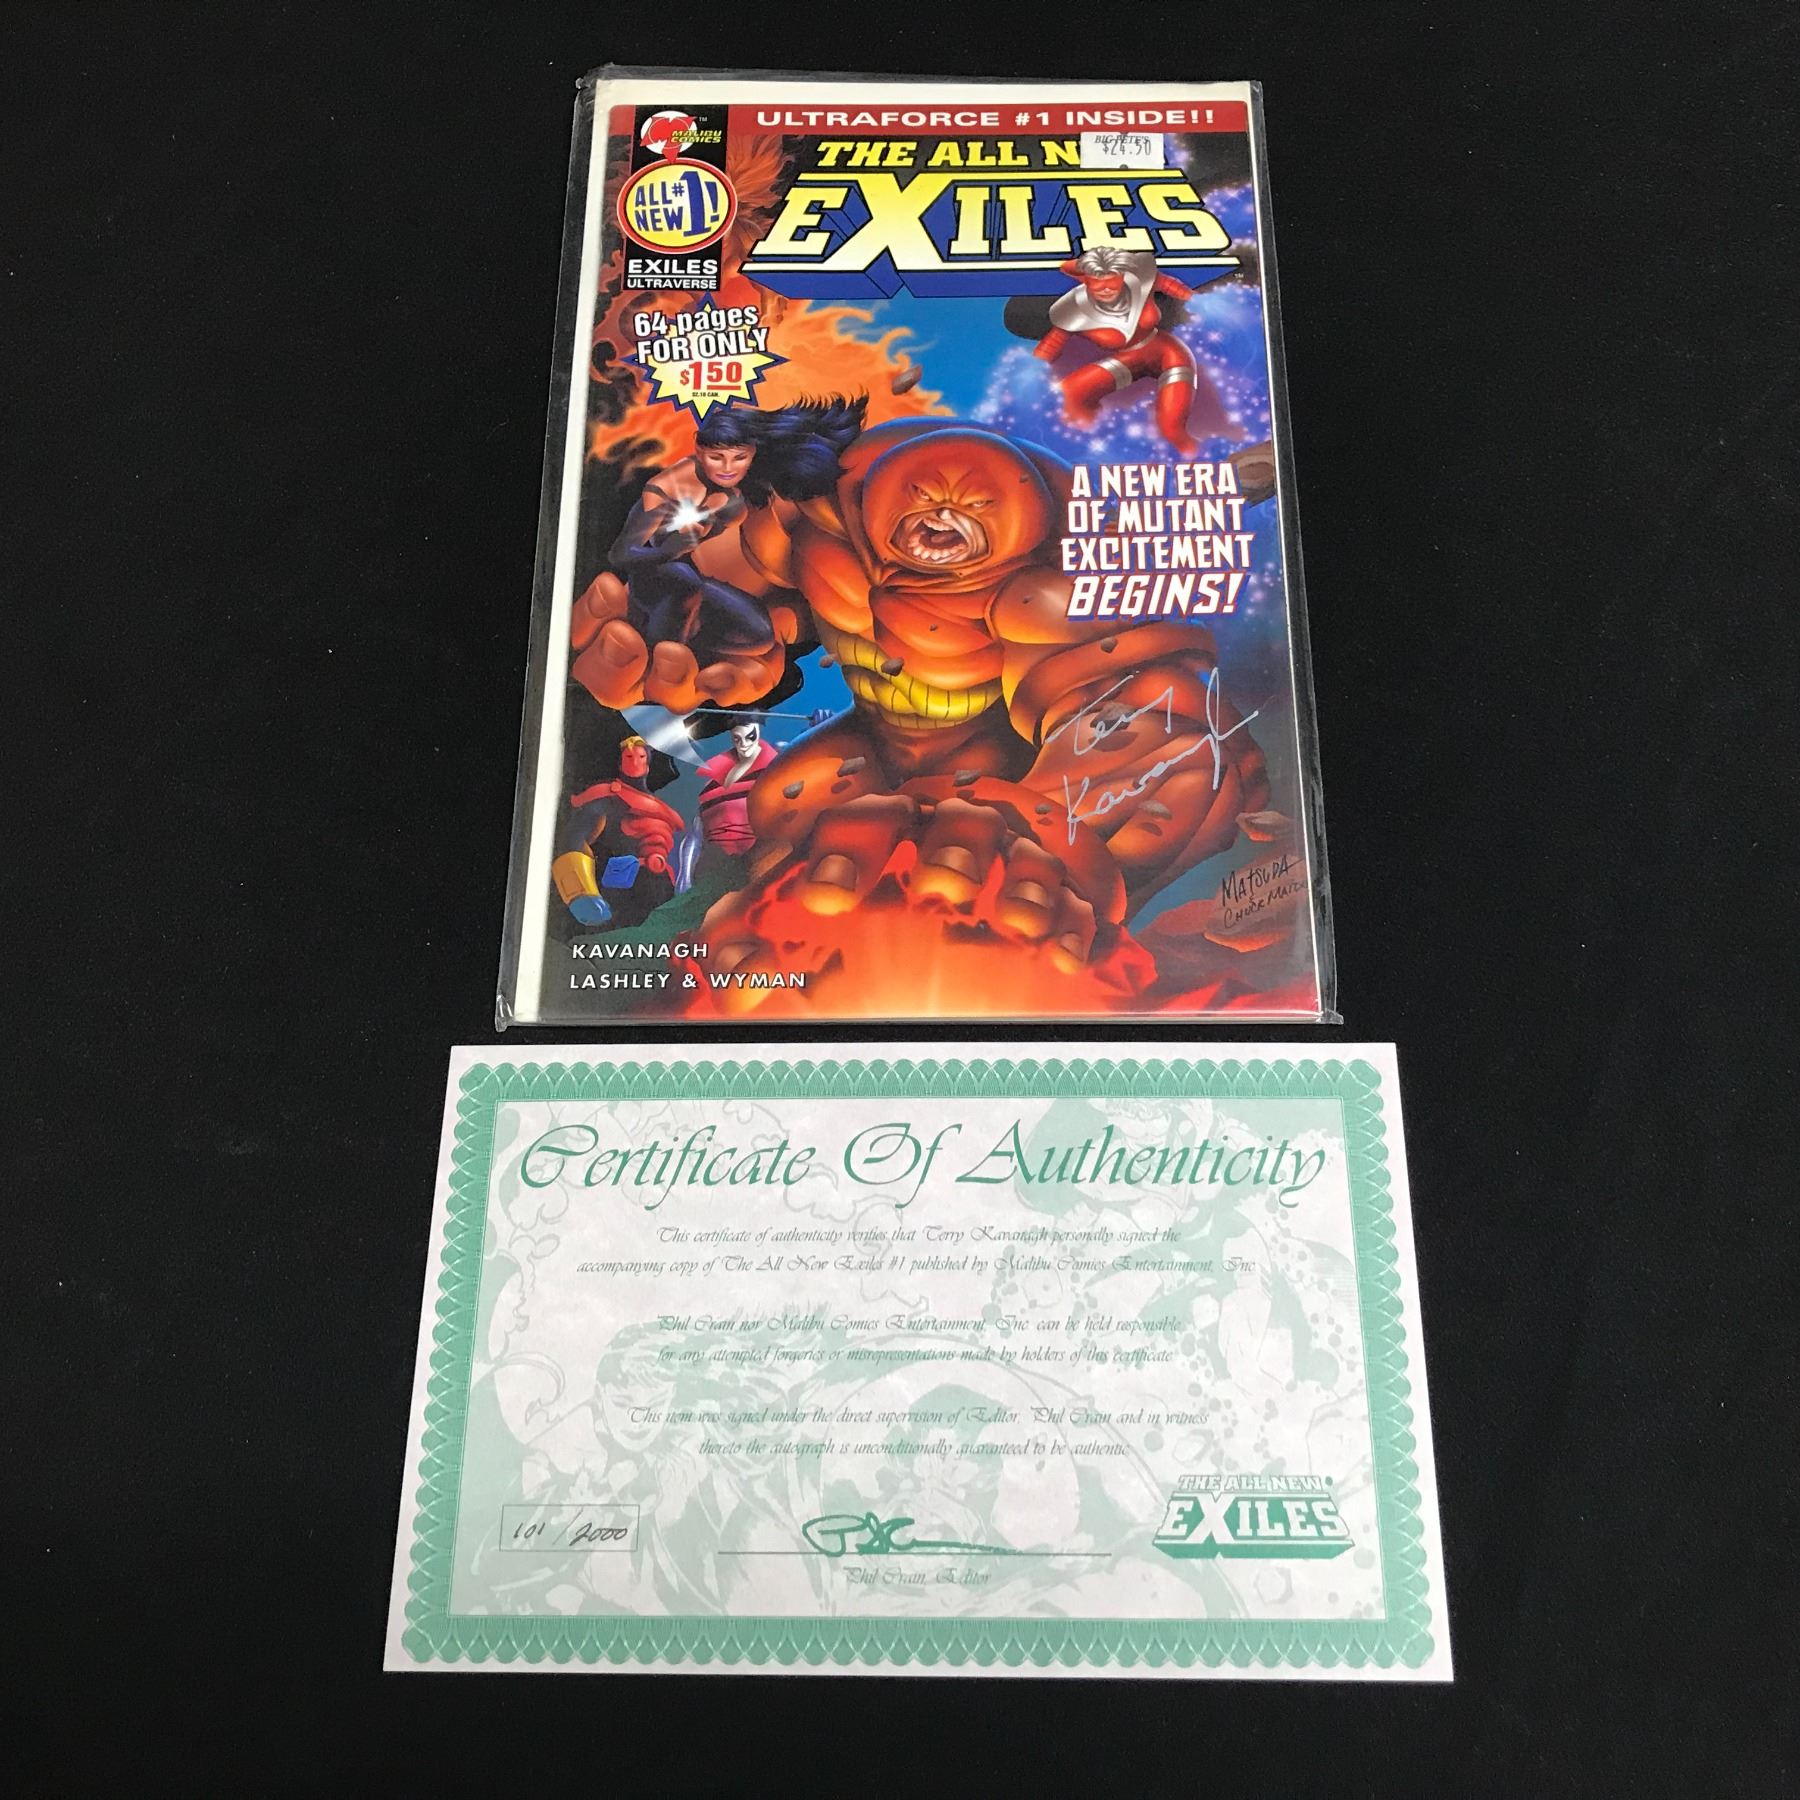 ULTRAFORCE #1 INSIDE!!
MALIBU COMICS ™
BIG PETE'S
$24.50
THE ALL N
EXILES ™
ALL NEW #1!
EXILES
ULTRAVERSE
64 pages
FOR ONLY
$1.50
$2.10 CAN.
A NEW ERA
OF MUTANT
EXCITEMENT
BEGINS!
Terry
Kavanagh
MATSUDA
&
CHUCK
KAVANAGH
LASHLEY & WYMAN
Certificate Of Authenticity
This certificate of authenticity verifies that Terry Kavanagh personally signed the
accompanying copy of The All New Exiles #1 published by Malibu Comics Entertainment, Inc.
Phil Crain nor Malibu Comics Entertainment, Inc. can be held responsible
for any attempted forgeries or misrepresentations made by holders of this certificate.
This item was signed under the direct supervision of Editor, Phil Crain and in witness
thereto the autograph is unconditionally guaranteed to be authentic.
THE ALL NEW
EXILES
101 / 2000
Phil Crain, Editor